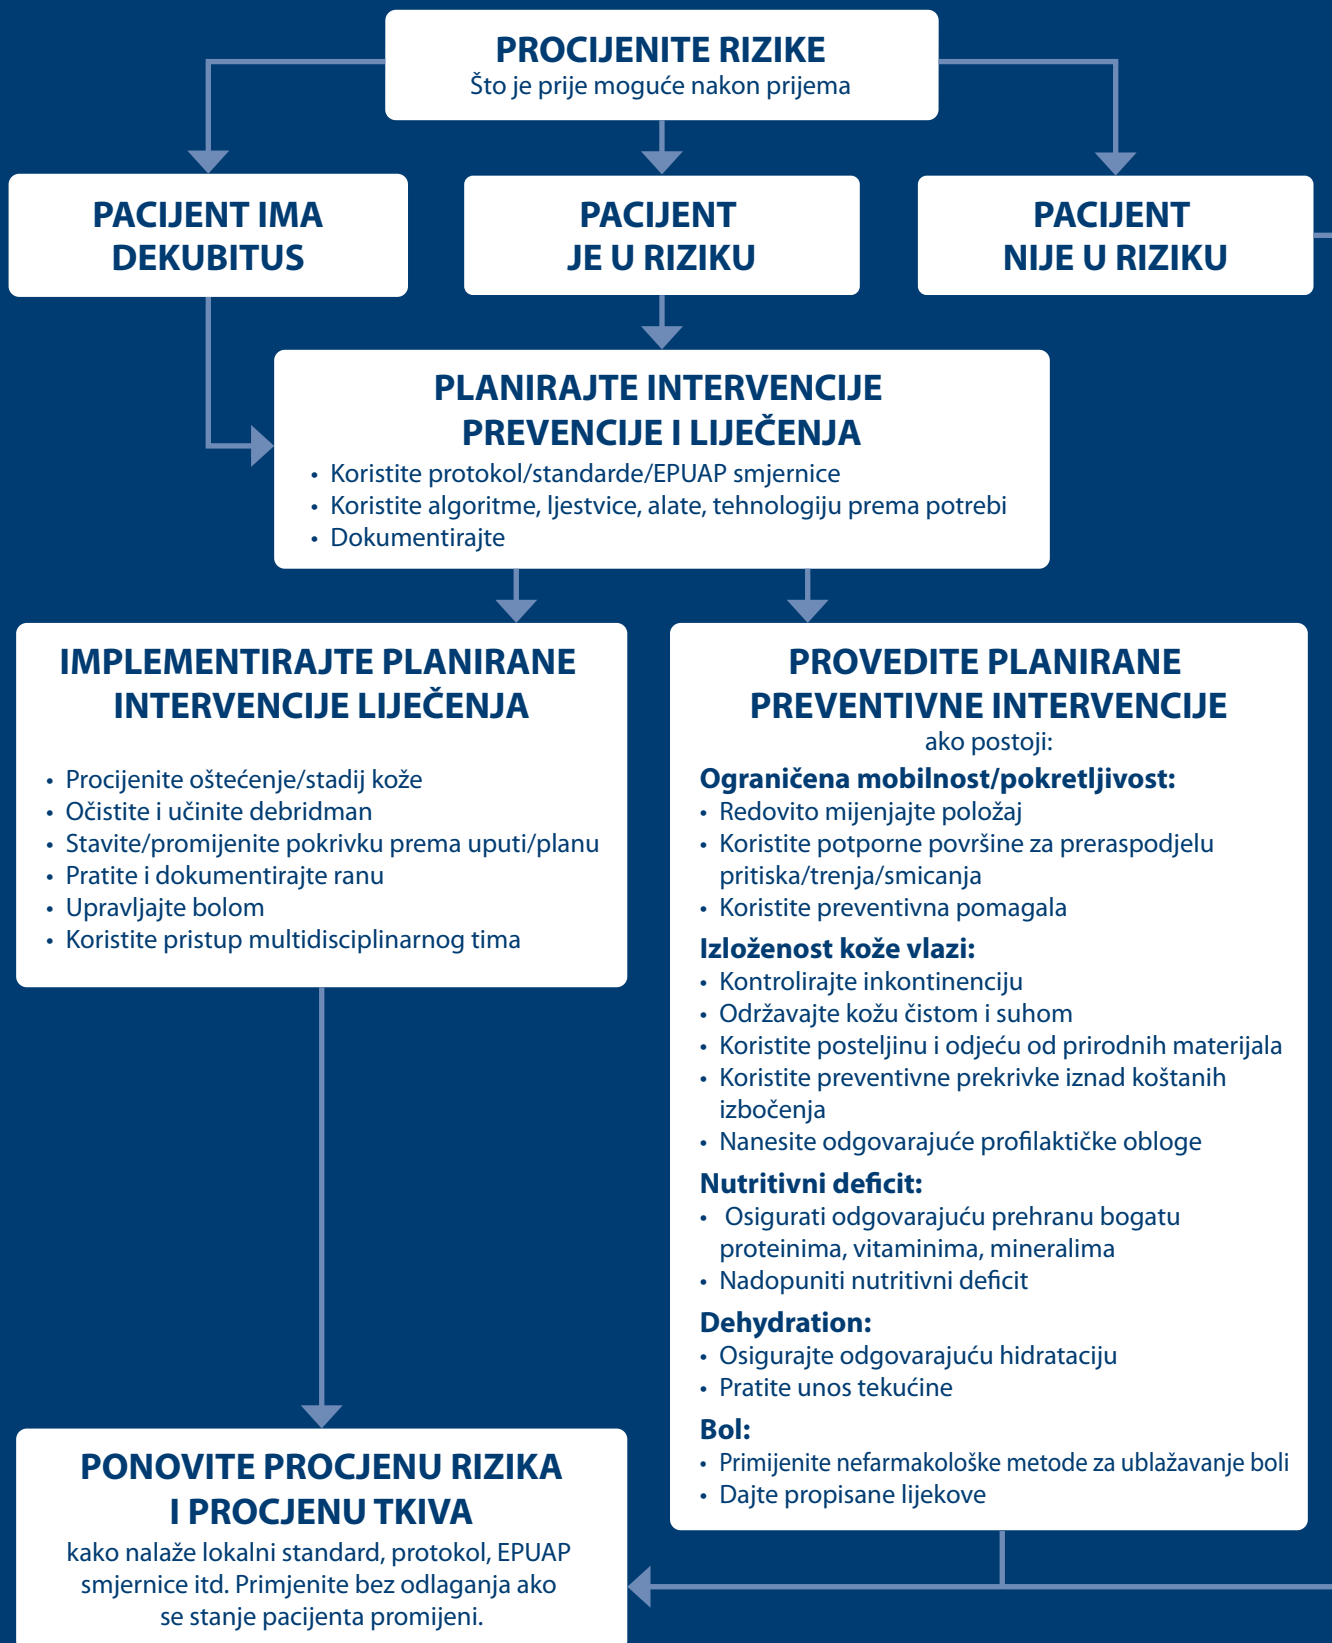 PROCIJENITE RIZIKE
Što je prije moguće nakon prijema
PACIJENT IMA
DEKUBITUS
PACIJENT
JE U RIZIKU
PACIJENT
NIJE U RIZIKU
PLANIRAJTE INTERVENCIJE
PREVENCIJE I LIJEČENJA
• Koristite protokol/standarde/EPUAP smjernice
• Koristite algoritme, ljestvice, alate, tehnologiju prema potrebi
• Dokumentirajte
IMPLEMENTIRAJTE PLANIRANE
INTERVENCIJE LIJEČENJA
• Procijenite oštećenje/stadij kože
• Očistite i učinite debridman
• Stavite/promijenite pokrivku prema uputi/planu
• Pratite i dokumentirajte ranu
• Upravljajte bolom
• Koristite pristup multidisciplinarnog tima
PROVEDITE PLANIRANE
PREVENTIVNE INTERVENCIJE
ako postoji:
Ograničena mobilnost/pokretljivost:
• Redovito mijenjajte položaj
• Koristite potporne površine za preraspodjelu
pritiska/trenja/smicanja
• Koristite preventivna pomagala
Izloženost kože vlazi:
• Kontrolirajte inkontinenciju
• Održavajte kožu čistom i suhom
• Koristite posteljinu i odjeću od prirodnih materijala
• Koristite preventivne prekrivke iznad koštanih
izbočenja
• Nanesite odgovarajuće profilaktičke obloge
Nutritivni deficit:
• Osigurati odgovarajuću prehranu bogatu
proteinima, vitaminima, mineralima
• Nadopuniti nutritivni deficit
Dehydration:
• Osigurajte odgovarajuću hidrataciju
• Pratite unos tekućine
Bol:
• Primijenite nefarmakološke metode za ublažavanje boli
• Dajte propisane lijekove
PONOVITE PROCJENU RIZIKA
I PROCJENU TKIVA
kako nalaže lokalni standard, protokol, EPUAP
smjernice itd. Primjenite bez odlaganja ako
se stanje pacijenta promijeni.